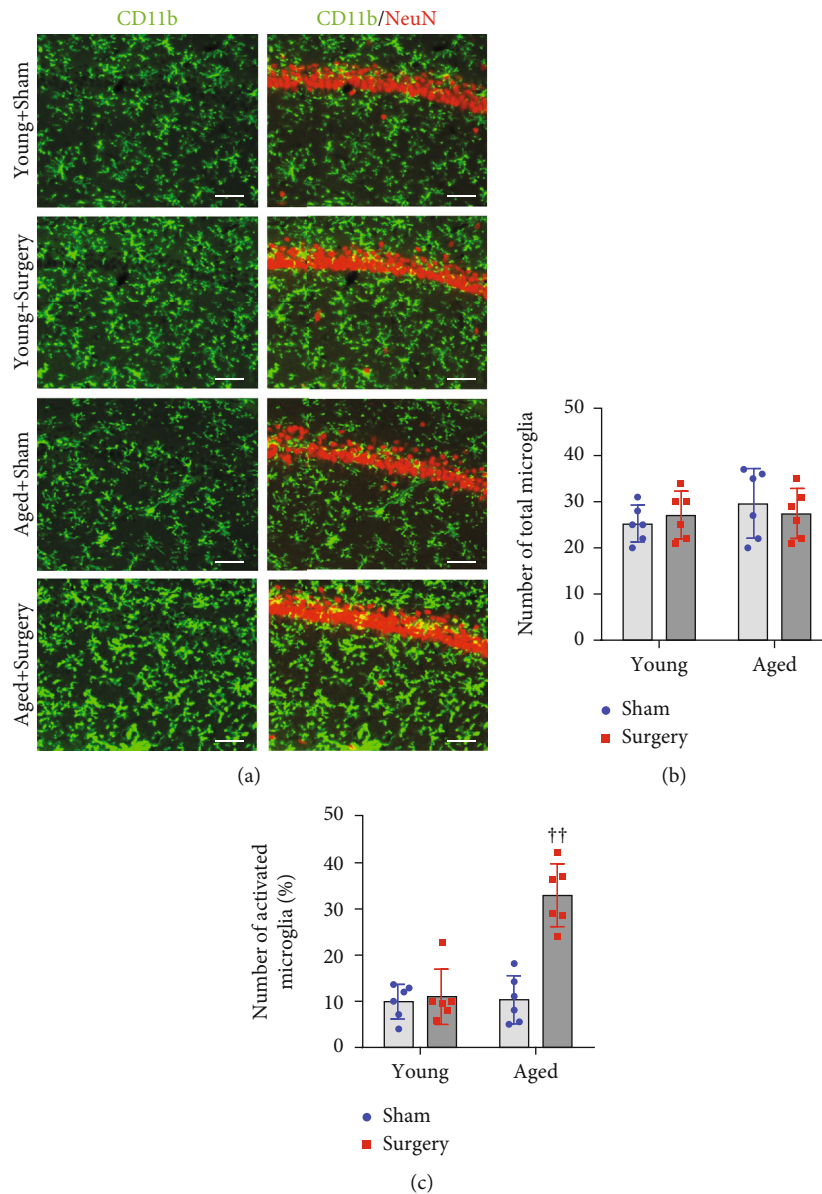 CD11b
CD11b/NeuN
Young+Sham
Young+Surgery
Aged+Sham
Aged+Surgery
(a)
Number of total microglia
50
40
30
20
10
0
Young
Aged
Sham
Surgery
(b)
Number of activated
microglia (%)
50
40
30
20
10
0
††
Young
Aged
Sham
Surgery
(c)